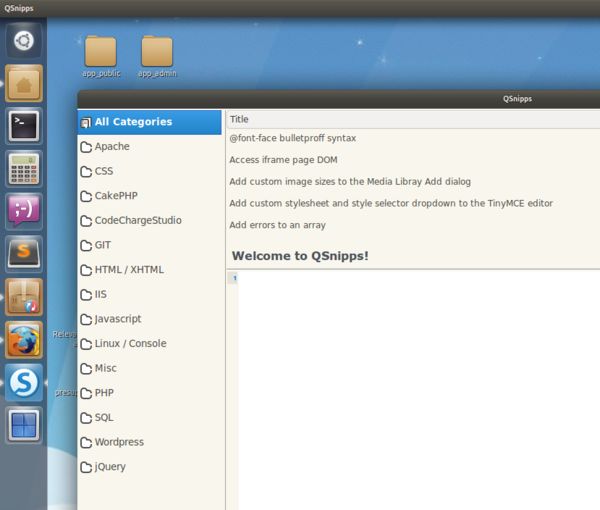 QSnipps
app_public
app_admin
QSnipps
All Categories
Apache
CSS
CakePHP
CodeChargeStudio
GIT
HTML / XHTML
IIS
Javascript
Linux / Console
Misc
PHP
SQL
Wordpress
jQuery
Title
@font-face bulletproff syntax
Access iframe page DOM
Add custom image sizes to the Media Libray Add dialog
Add custom stylesheet and style selector dropdown to the TinyMCE editor
Add errors to an array
Welcome to QSnipps!
1
;-)
S
S